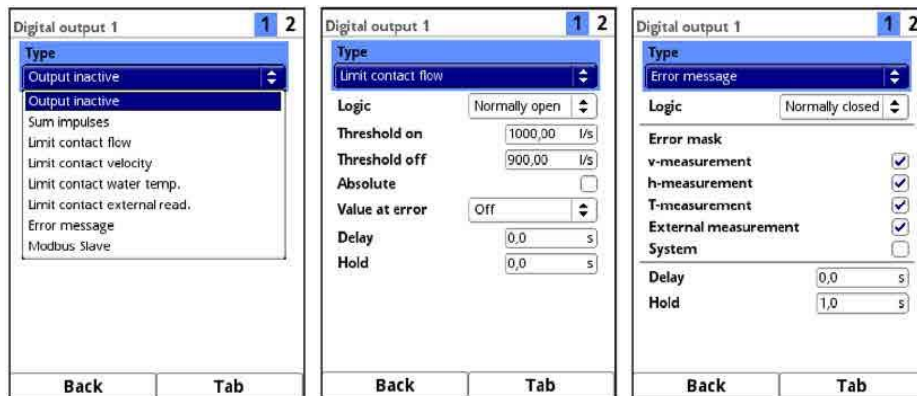 Digital output 1 1 2
Type
Output inactive
Output inactive
Sum impulses
Limit contact flow
Limit contact velocity
Limit contact water temp.
Limit contact external read.
Error message
Modbus Slave
Back Tab
Digital output 1 1 2
Type
Limit contact flow
Logic Normally open
Threshold on 1000,00 l/s
Threshold off 900,00 l/s
Absolute
Value at error Off
Delay 0,0 s
Hold 0,0 s
Back Tab
Digital output 1 1 2
Type
Error message
Logic Normally closed
Error mask
v-measurement
h-measurement
T-measurement
External measurement
System
Delay 0,0 s
Hold 1,0 s
Back Tab